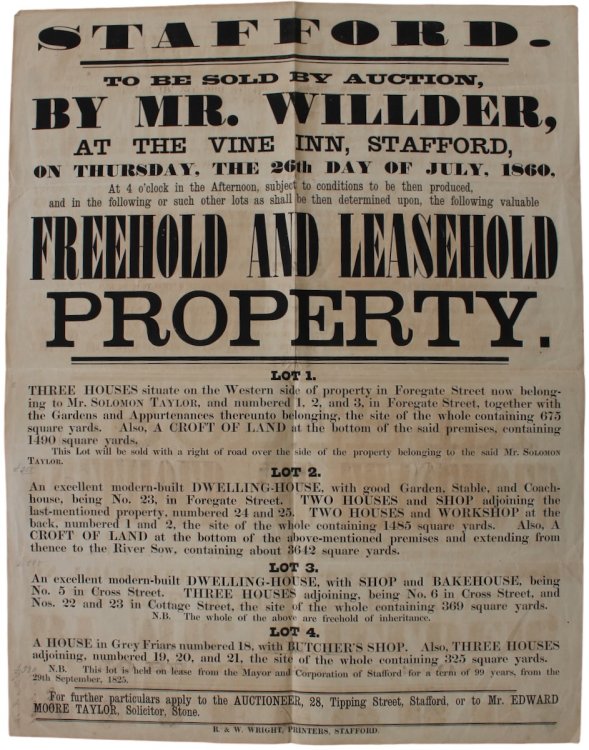 STAFFORD.
TO BE SOLD BY AUCTION,
BY MR. WILLDER,
AT THE VINE INN, STAFFORD,
ON THURSDAY, THE 26th DAY OF JULY, 1860,
At 4 o'clock in the Afternoon, subject to conditions to be then produced,
and in the following or such other lots as shall be then determined upon, the following valuable
FREEHOLD AND LEASEHOLD
PROPERTY.
LOT 1.
THREE HOUSES situate on the Western side of property in Foregate Street now belong-
ing to Mr. SOLOMON TAYLOR, and numbered 1, 2, and 3, in Foregate Street, together with
the Gardens and Appurtenances thereunto belonging, the site of the whole containing 675
square yards. Also, A CROFT OF LAND at the bottom of the said premises, containing
1490 square yards.
This Lot will be sold with a right of road over the side of the property belonging to the said Mr. SOLOMON
TAYLOR.
LOT 2.
An excellent modern-built DWELLING-HOUSE, with good Garden, Stable, and Coach-
house, being No. 23, in Foregate Street. TWO HOUSES and SHOP adjoining the
last-mentioned property, numbered 24 and 25. TWO HOUSES and WORKSHOP at the
back, numbered 1 and 2, the site of the whole containing 1485 square yards. Also, A
CROFT OF LAND at the bottom of the above-mentioned premises and extending from
thence to the River Sow, containing about 3642 square yards.
LOT 3.
An excellent modern-built DWELLING-HOUSE, with SHOP and BAKEHOUSE, being
No. 5 in Cross Street. THREE HOUSES adjoining, being No. 6 in Cross Street, and
Nos. 22 and 23 in Cottage Street, the site of the whole containing 369 square yards.
N.B. The whole of the above are freehold of inheritance.
LOT 4.
A HOUSE in Grey Friars numbered 18, with BUTCHER'S SHOP. Also, THREE HOUSES
adjoining, numbered 19, 20, and 21, the site of the whole containing 325 square yards.
N.B. This lot is held on lease from the Mayor and Corporation of Stafford for a term of 99 years, from the
29th September, 1825.
For further particulars apply to the AUCTIONEER, 28, Tipping Street, Stafford, or to Mr. EDWARD
MOORE TAYLOR, Solicitor, Stone.
R. & W. WRIGHT, PRINTERS, STAFFORD.